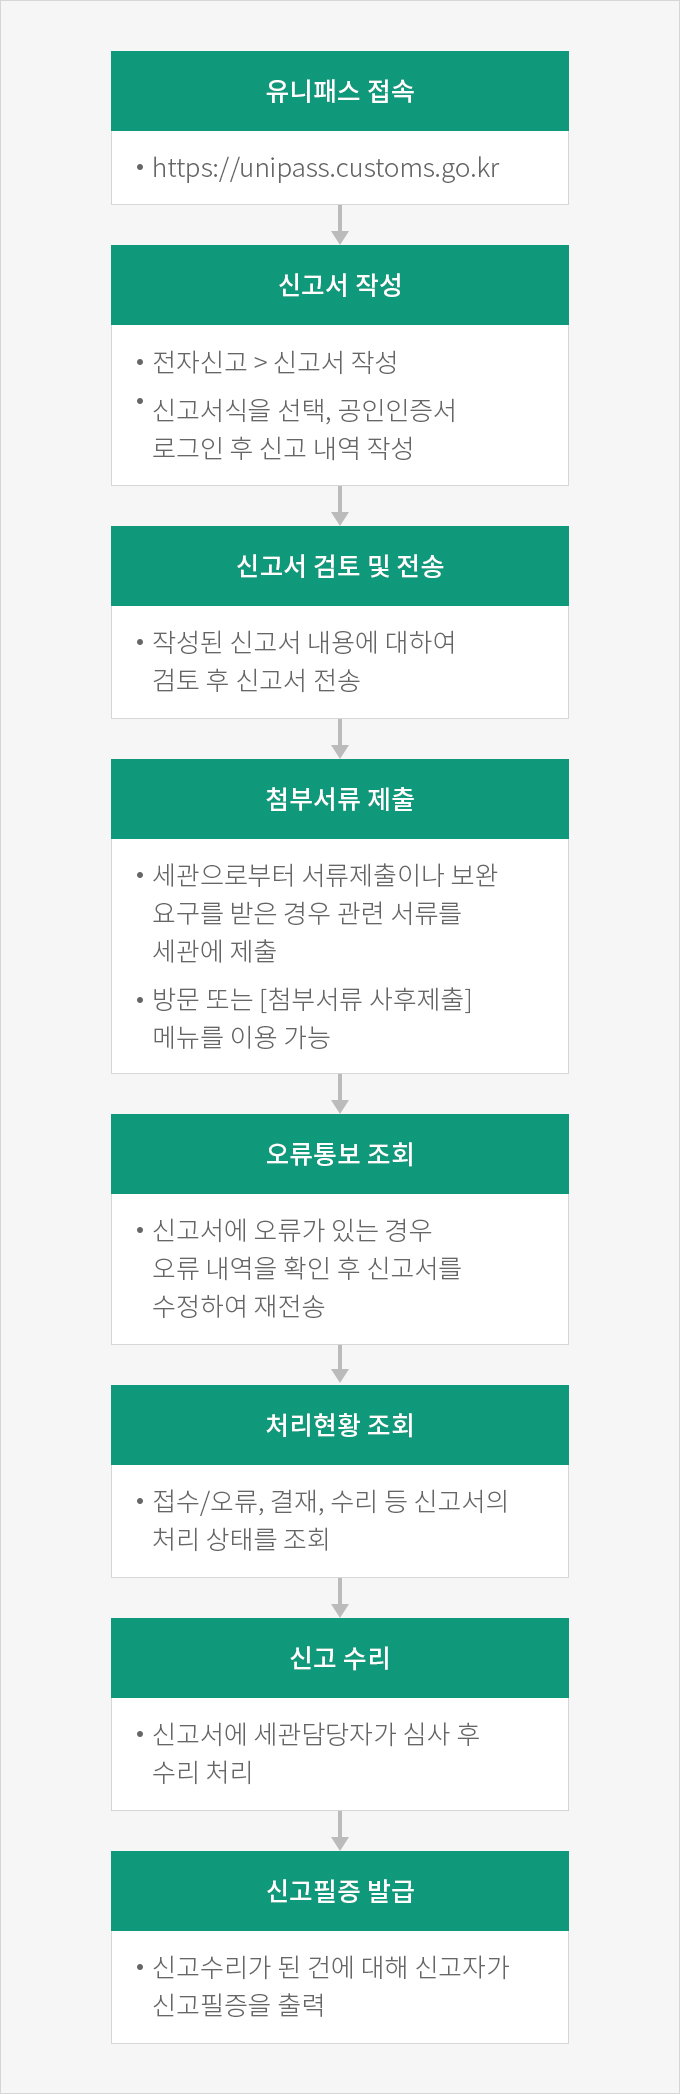 유니패스 접속
• https://unipass.customs.go.kr
신고서 작성
• 전자신고 > 신고서 작성
• 신고서식을 선택, 공인인증서
로그인 후 신고 내역 작성
신고서 검토 및 전송
• 작성된 신고서 내용에 대하여
검토 후 신고서 전송
첨부서류 제출
• 세관으로부터 서류제출이나 보완
요구를 받은 경우 관련 서류를
세관에 제출
• 방문 또는 [첨부서류 사후제출]
메뉴를 이용 가능
오류통보 조회
• 신고서에 오류가 있는 경우
오류 내역을 확인 후 신고서를
수정하여 재전송
처리현황 조회
• 접수/오류, 결재, 수리 등 신고서의
처리 상태를 조회
신고 수리
• 신고서에 세관담당자가 심사 후
수리 처리
신고필증 발급
• 신고수리가 된 건에 대해 신고자가
신고필증을 출력